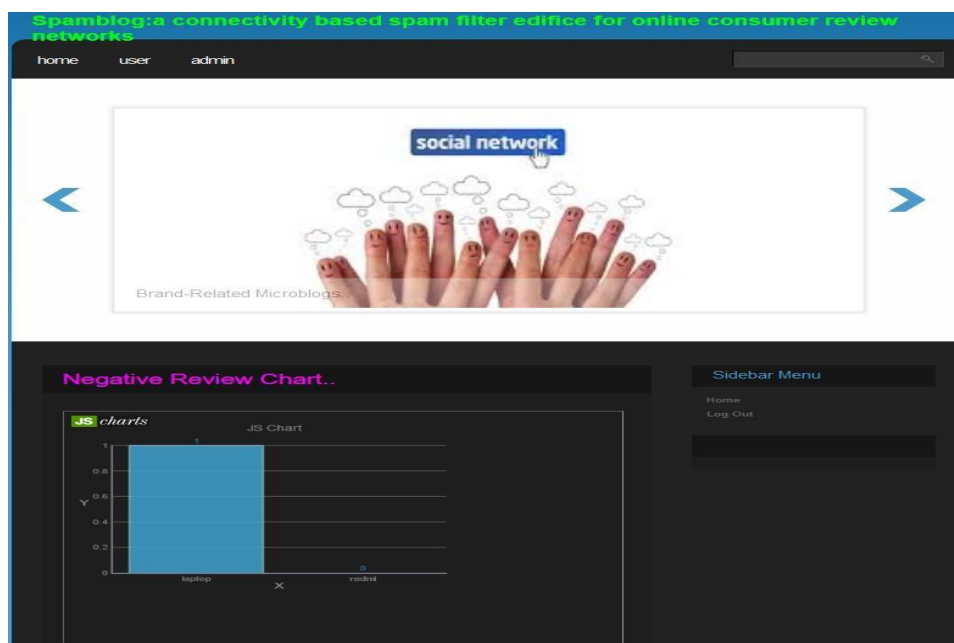 Spamblog:a connectivity based spam filter edifice for online consumer review
networks
home user admin
social network
Brand-Related Microblogs..
Negative Review Chart..
Sidebar Menu
Home
Log Out
JS charts
JS Chart
1
1
0.8
Y
0.6
0.4
0.2
0
0
laptop
redmi
X